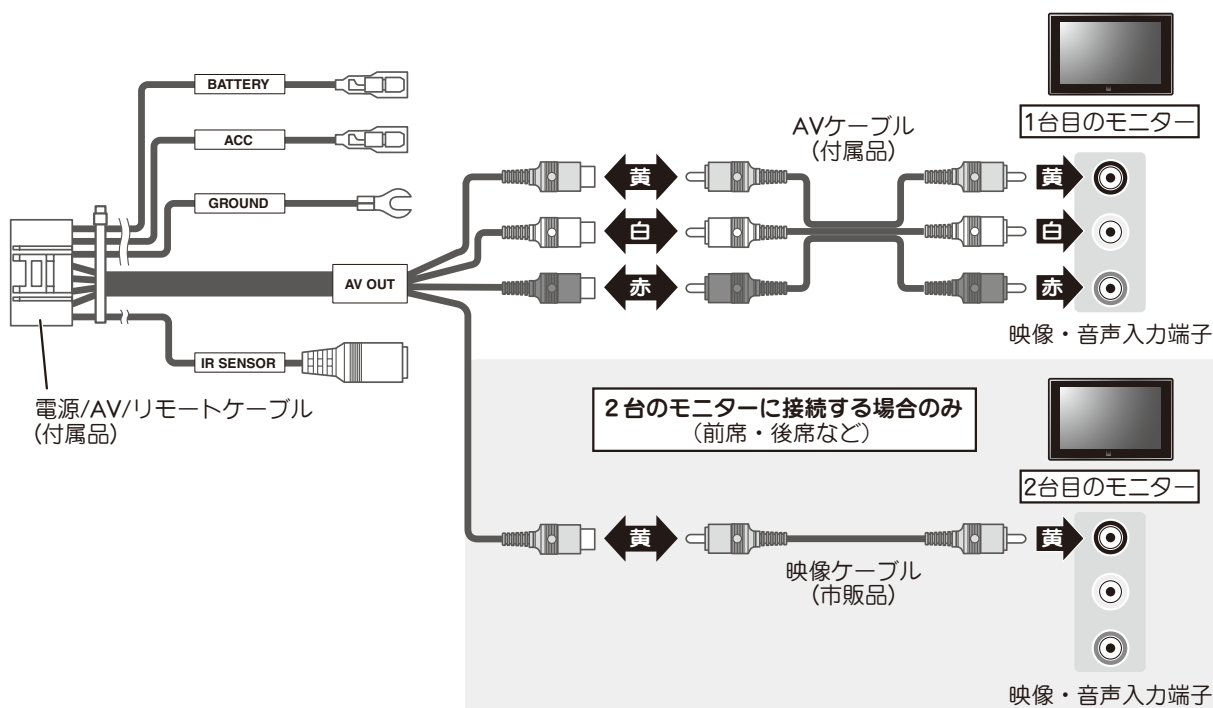 BATTERY
ACC
GROUND
AV OUT
IR SENSOR
電源/AV/リモートケーブル
(付属品)
AVケーブル
(付属品)
黄
白
赤
1台目のモニター
黄
白
赤
映像・音声入力端子
2台のモニターに接続する場合のみ
(前席・後席など)
2台目のモニター
黄
映像ケーブル
(市販品)
黄
映像・音声入力端子